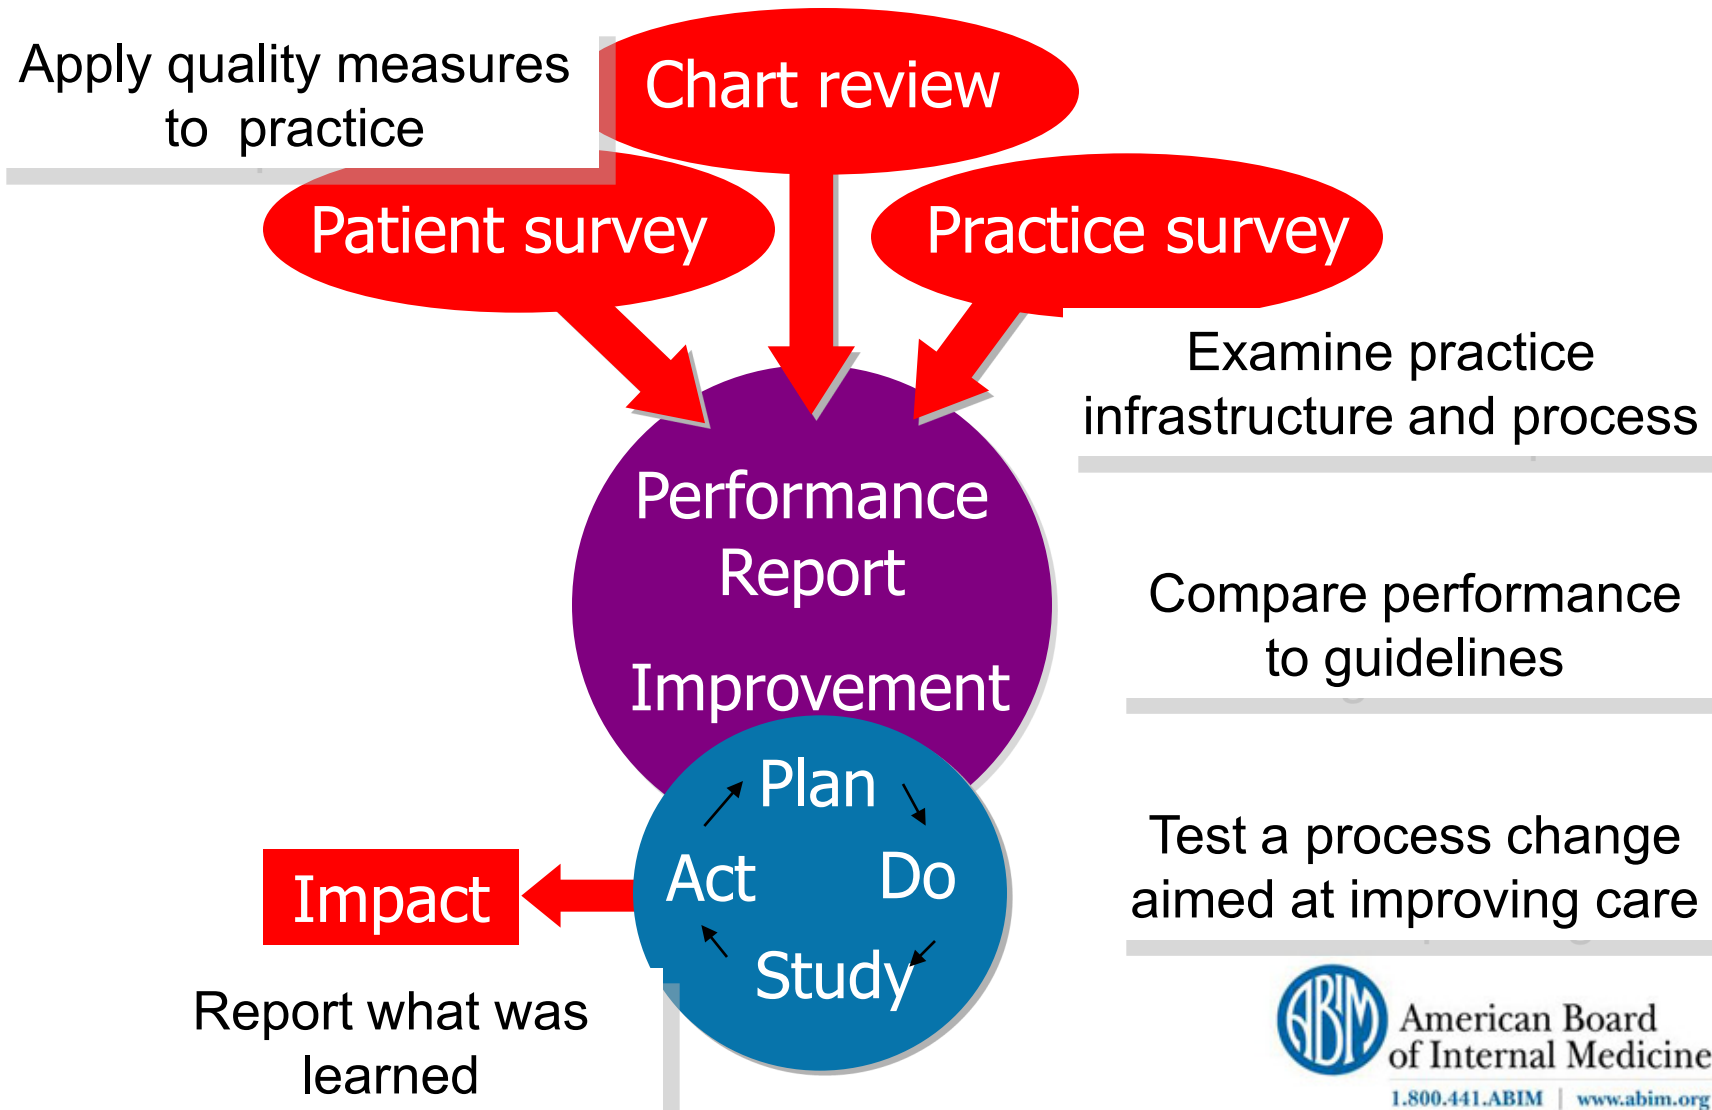 Apply quality measures
to practice
Chart review
Patient survey
Practice survey
Examine practice
infrastructure and process
Performance
Report
Improvement
Compare performance
to guidelines
Plan
Act
Do
Study
Test a process change
aimed at improving care
Impact
Report what was
learned
ABIM
American Board
of Internal Medicine
1.800.441.ABIM | www.abim.org